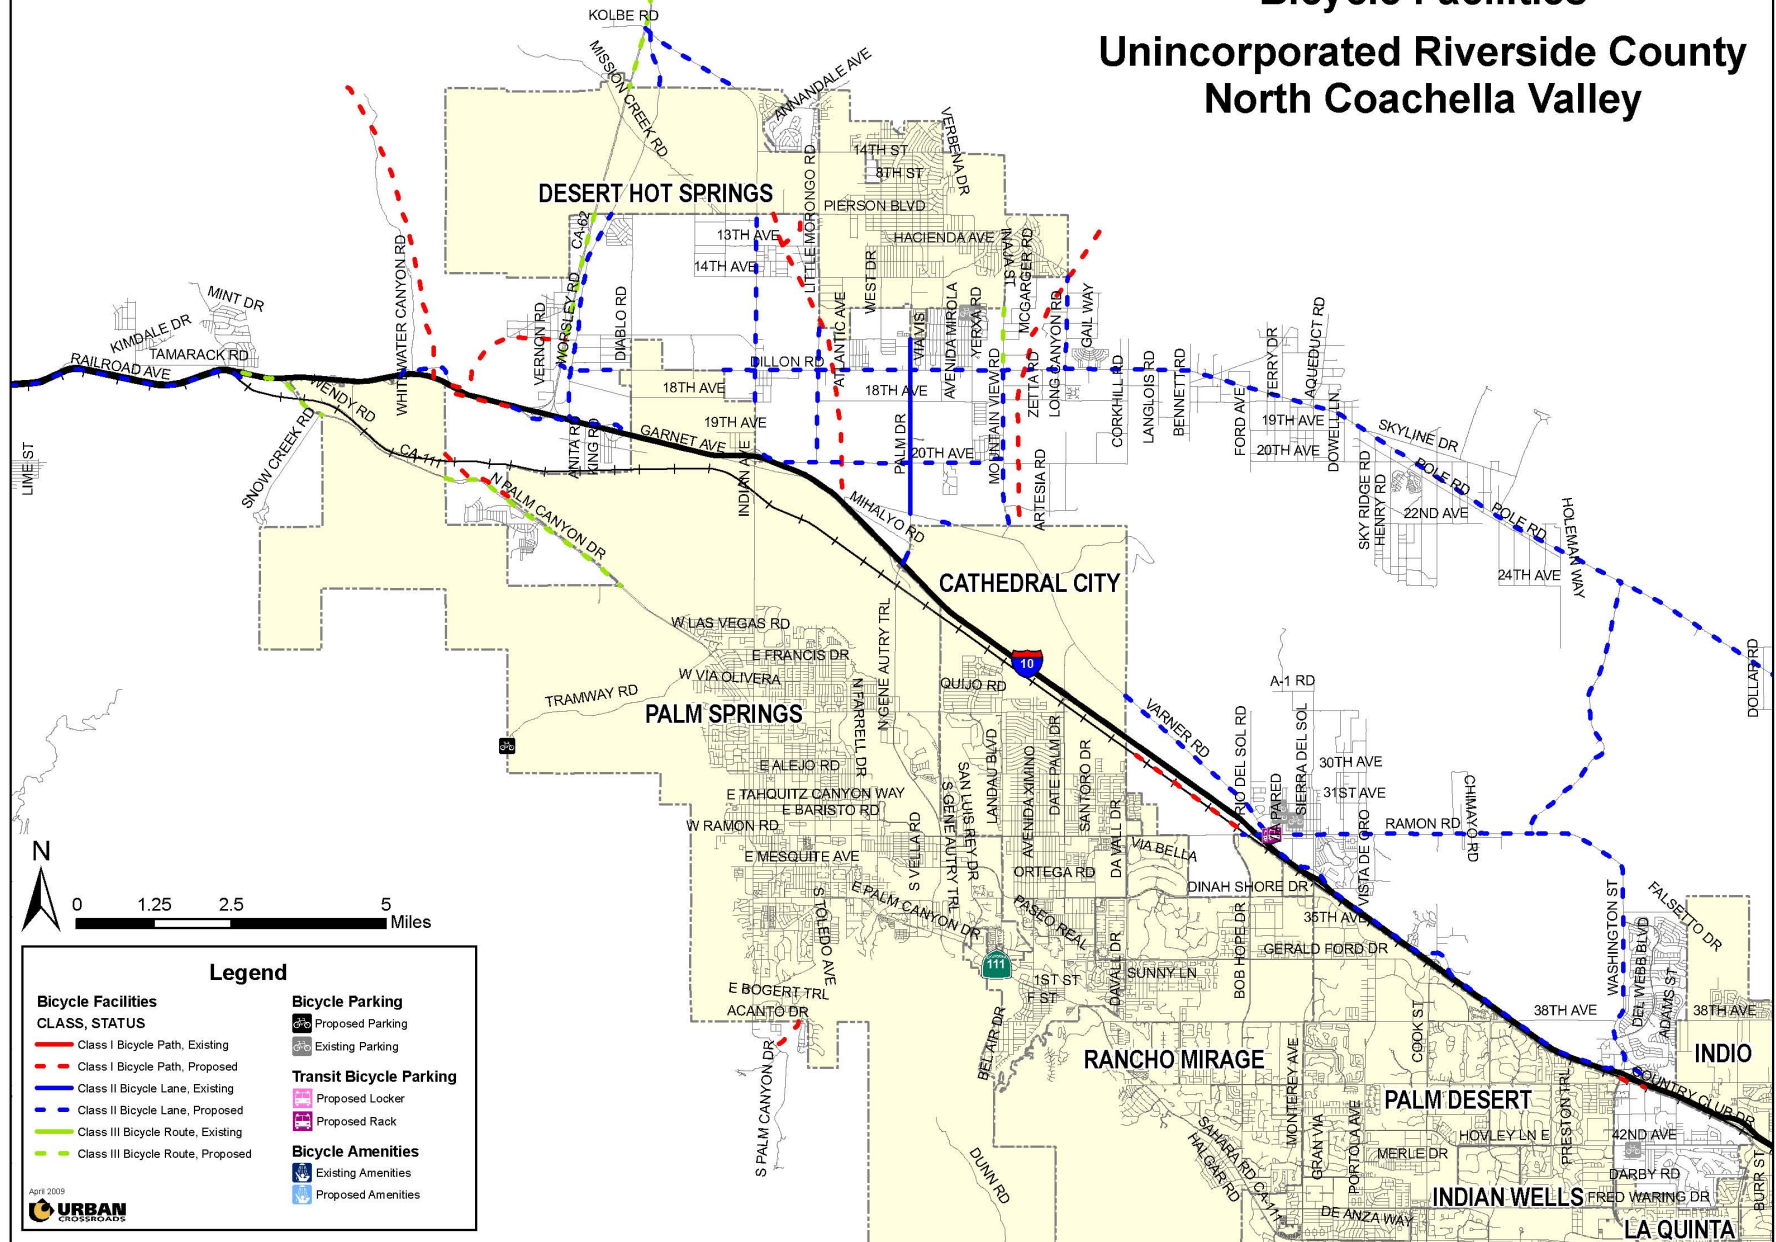 Bicycle Facilities
Unincorporated Riverside County
North Coachella Valley
KOLBE RD
MISSION CREEK RD
ANNANDALE AVE
VERBENA DR
14TH ST
8TH ST
DESERT HOT SPRINGS
LITTLE MORONGO RD
PIERSON BLVD
CA-62
13TH AVE
HACIENDA AVE
INAJA ST
MCGARGER RD
14TH AVE
WEST DR
WHITEWATER CANYON RD
MINT DR
KIMDALE DR
TAMARACK RD
RAILROAD AVE
VERNON RD
WORSLEY RD
DIABLO RD
ATLANTIC AVE
VIA VIS
AVENIDA MIROLA
YERXA RD
LONG CANYON RD
GAIL WAY
TERRY DR
AQUEDUCT RD
DILLON RD
WENDY RD
18TH AVE
18TH AVE
MOUNTAIN VIEW RD
ZETTA RD
CORKHILL RD
LANGLOIS RD
BENNETT RD
FORD AVE
DOWELL LN
19TH AVE
19TH AVE
GARNET AVE
ANITA RD
KING RD
SNOW CREEK RD
LIME ST
CA-111
N PALM CANYON DR
INDIAN AVE
PALM DR
20TH AVE
20TH AVE
ARTESIA RD
SKYLINE DR
POLE RD
POLE RD
SKY RIDGE RD
HENRY RD
22ND AVE
24TH AVE
HOLEMAN WAY
MIHALYO RD
CATHEDRAL CITY
W LAS VEGAS RD
E FRANCIS DR
W VIA OLIVERA
TRAMWAY RD
PALM SPRINGS
N FARRELL DR
N GENE AUTRY TRL
10
QUIJO RD
A-1 RD
DOLLAR RD
VARNER RD
RIO DEL SOL RD
SIERRA DEL SOL
VIA PARED
30TH AVE
31ST AVE
E ALEJO RD
E TAHQUITZ CANYON WAY
E BARISTO RD
W RAMON RD
E MESQUITE AVE
S VELLA RD
S GENE AUTRY TRL
SAN LUIS REY DR
LANDAU BLVD
AVENIDA XIMINO
DATE PALM DR
SANTORO DR
DA VALL DR
VIA BELLA
ORTEGA RD
RAMON RD
CHIMAYO RD
VISTA DE ORO
DINAH SHORE DR
35TH AVE
S TOLEDO AVE
E PALM CANYON DR
PASEO REAL
GERALD FORD DR
BOB HOPE DR
WASHINGTON ST
FALSETTO DR
DEL WEBB BLVD
ADAMS ST
111
1ST ST
F ST
DAVALL DR
SUNNY LN
E BOGERT TRL
ACANTO DR
38TH AVE
38TH AVE
COOK ST
BEL AIR DR
RANCHO MIRAGE
INDIO
S PALM CANYON DR
MONTEREY AVE
PALM DESERT
COUNTRY CLUB DR
PRESTON TRL
SAHARA RD
HALGAR RD
CA-111
GRAN VIA
PORTOLA AVE
HOVLEY LN E
MERLE DR
42ND AVE
DARBY RD
BURR ST
DUNN RD
INDIAN WELLS
FRED WARING DR
DE ANZA WAY
LA QUINTA
N
0 1.25 2.5 5
Miles
Legend
Bicycle Facilities
CLASS, STATUS
Class I Bicycle Path, Existing
Class I Bicycle Path, Proposed
Class II Bicycle Lane, Existing
Class II Bicycle Lane, Proposed
Class III Bicycle Route, Existing
Class III Bicycle Route, Proposed
Bicycle Parking
Proposed Parking
Existing Parking
Transit Bicycle Parking
Proposed Locker
Proposed Rack
Bicycle Amenities
Existing Amenities
Proposed Amenities
April 2009
URBAN
CROSSROADS